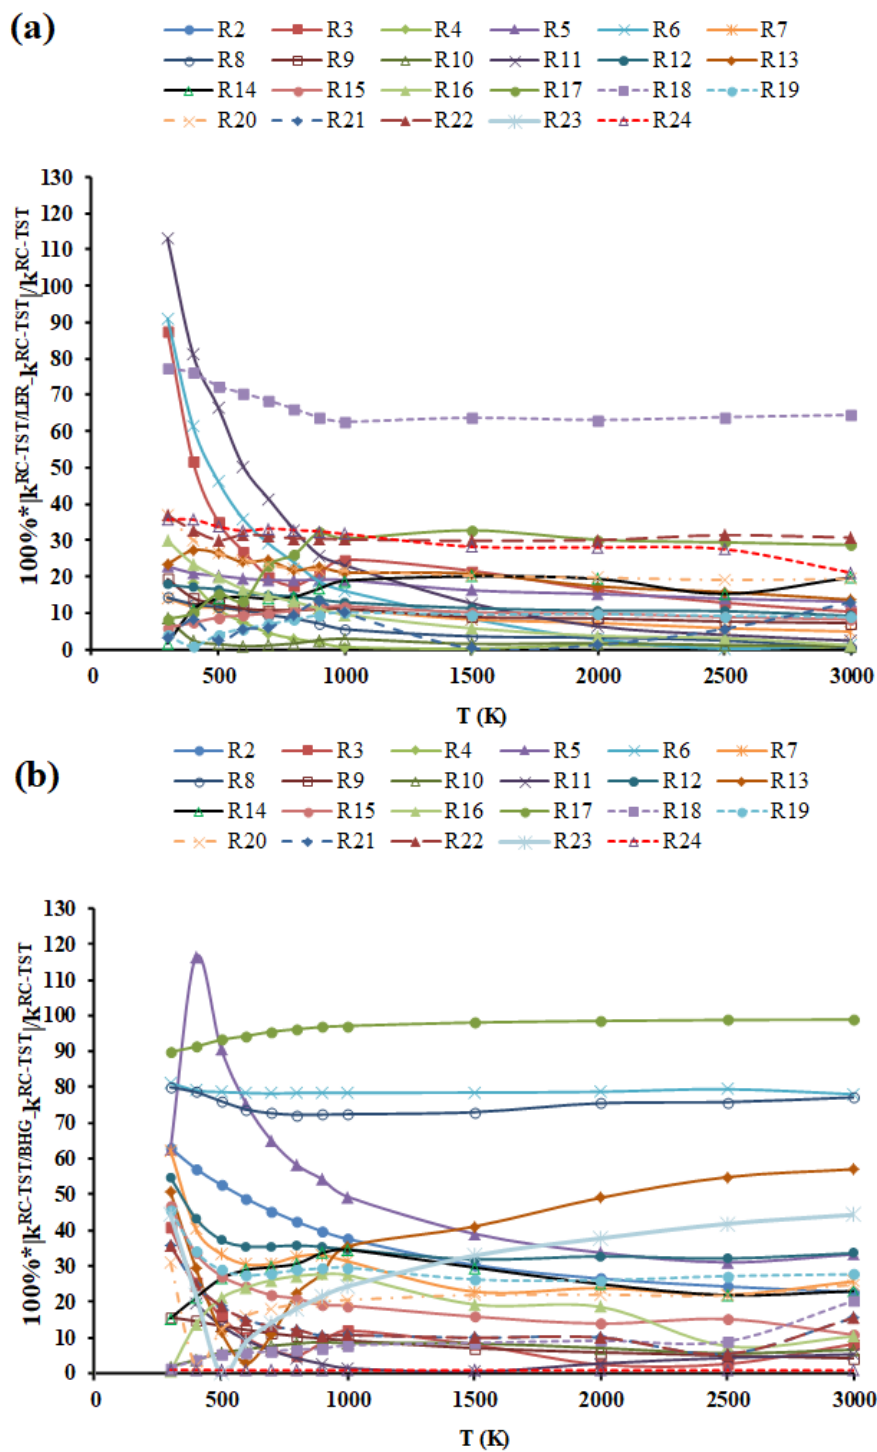 (a)
R2 R3 R4 R5 R6 R7
R8 R9 R10 R11 R12 R13
R14 R15 R16 R17 R18 R19
R20 R21 R22 R23 R24
100%*|k^RC-TST/LER-k^RC-TST|/k^RC-TST
130
120
110
100
90
80
70
60
50
40
30
20
10
0
0 500 1000 1500 2000 2500 3000
T (K)
(b)
R2 R3 R4 R5 R6 R7
R8 R9 R10 R11 R12 R13
R14 R15 R16 R17 R18 R19
R20 R21 R22 R23 R24
100%*|k^RC-TST/BHG-k^RC-TST|/k^RC-TST
130
120
110
100
90
80
70
60
50
40
30
20
10
0
0 500 1000 1500 2000 2500 3000
T (K)